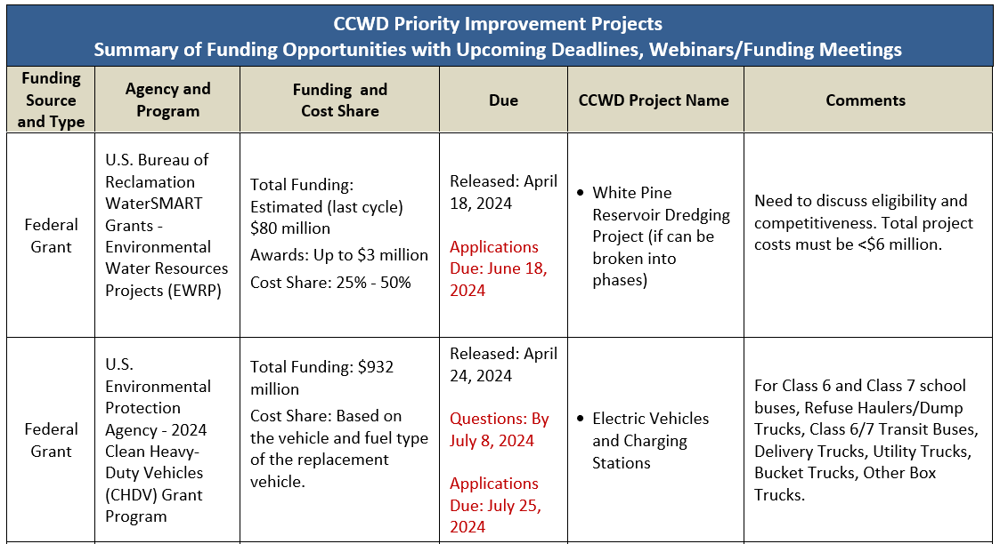 CCWD Priority Improvement Projects
Summary of Funding Opportunities with Upcoming Deadlines, Webinars/Funding Meetings
Funding
Source
and Type
Agency and
Program
Funding and
Cost Share
Due
CCWD Project Name
Comments
Federal
Grant
U.S. Bureau of
Reclamation
WaterSMART
Grants -
Environmental
Water Resources
Projects (EWRP)
Total Funding:
Estimated (last cycle)
$80 million
Awards: Up to $3 million
Cost Share: 25% - 50%
Released: April
18, 2024
Applications
Due: June 18,
2024
• White Pine
Reservoir Dredging
Project (if can be
broken into
phases)
Need to discuss eligibility and
competitiveness. Total project
costs must be <$6 million.
Federal
Grant
U.S.
Environmental
Protection
Agency - 2024
Clean Heavy-
Duty Vehicles
(CHDV) Grant
Program
Total Funding: $932
million
Cost Share: Based on
the vehicle and fuel type
of the replacement
vehicle.
Released: April
24, 2024
Questions: By
July 8, 2024
Applications
Due: July 25,
2024
• Electric Vehicles
and Charging
Stations
For Class 6 and Class 7 school
buses, Refuse Haulers/Dump
Trucks, Class 6/7 Transit Buses,
Delivery Trucks, Utility Trucks,
Bucket Trucks, Other Box
Trucks.